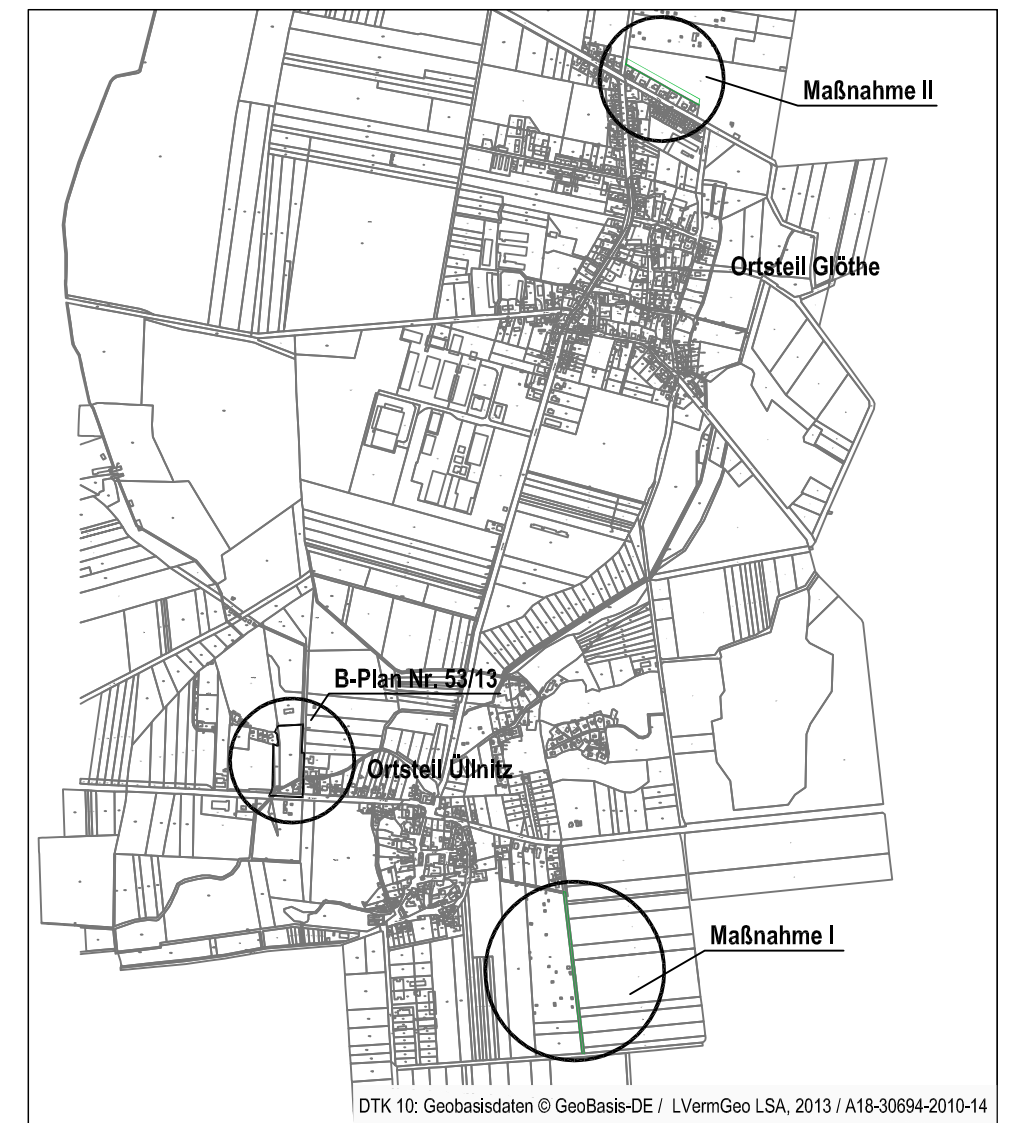 Maßnahme II
Ortsteil Glöthe
B-Plan Nr. 53/13
Ortsteil Üllnitz
Maßnahme I
DTK 10: Geobasisdaten © GeoBasis-DE / LVermGeo LSA, 2013 / A18-30694-2010-14